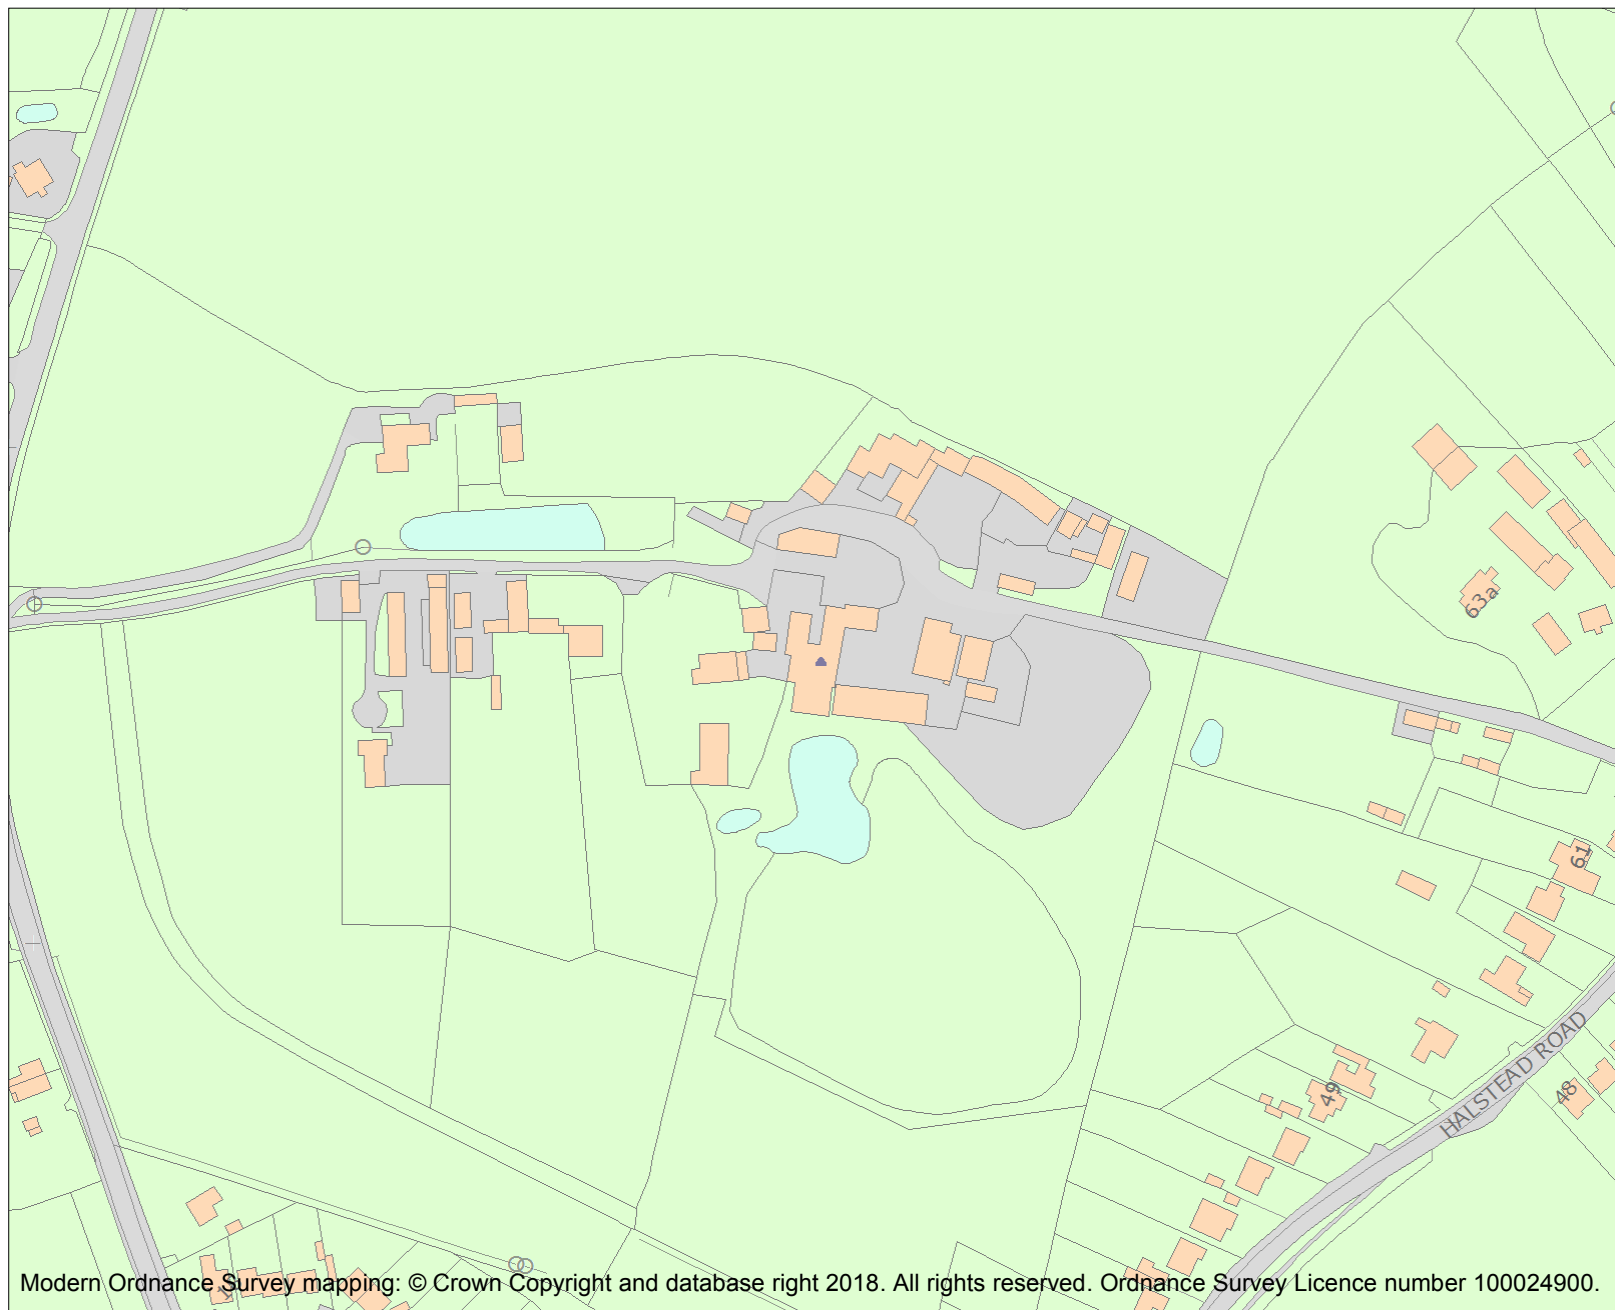 63a
61
HALSTEAD ROAD
49
48
Modern Ordnance Survey mapping: © Crown Copyright and database right 2018. All rights reserved. Ordnance Survey Licence number 100024900.